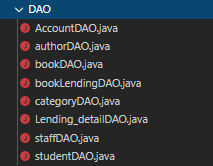 DAO
AccountDAO.java
authorDAO.java
bookDAO.java
bookLendingDAO.java
categoryDAO.java
Lending_detailDAO.java
staffDAO.java
studentDAO.java